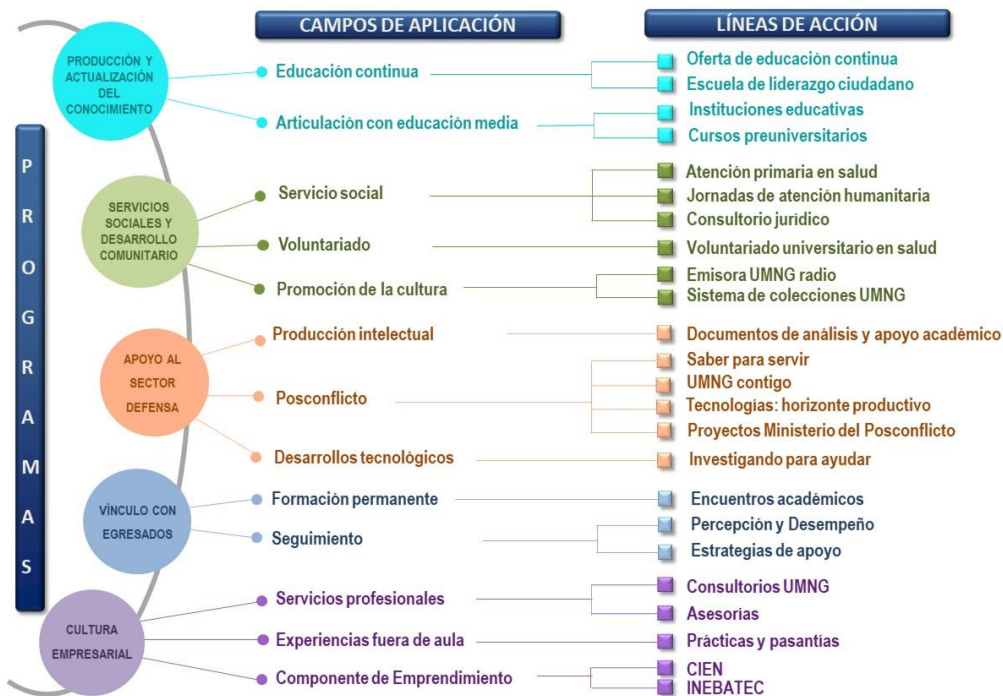 CAMPOS DE APLICACIÓN
LÍNEAS DE ACCIÓN
PROGRAMAS
PRODUCCIÓN Y
ACTUALIZACIÓN
DEL
CONOCIMIENTO
Educación continua
Oferta de educación continua
Escuela de liderazgo ciudadano
Articulación con educación media
Instituciones educativas
Cursos preuniversitarios
SERVICIOS
SOCIALES Y
DESARROLLO
COMUNITARIO
Servicio social
Atención primaria en salud
Jornadas de atención humanitaria
Consultorio jurídico
Voluntariado
Voluntariado universitario en salud
Promoción de la cultura
Emisora UMNG radio
Sistema de colecciones UMNG
APOYO AL
SECTOR
DEFENSA
Producción intelectual
Documentos de análisis y apoyo académico
Posconflicto
Saber para servir
UMNG contigo
Tecnologías: horizonte productivo
Proyectos Ministerio del Posconflicto
Desarrollos tecnológicos
Investigando para ayudar
VÍNCULO CON
EGRESADOS
Formación permanente
Encuentros académicos
Seguimiento
Percepción y Desempeño
Estrategias de apoyo
CULTURA
EMPRESARIAL
Servicios profesionales
Consultorios UMNG
Asesorías
Experiencias fuera de aula
Prácticas y pasantías
Componente de Emprendimiento
CIEN
INEBATEC